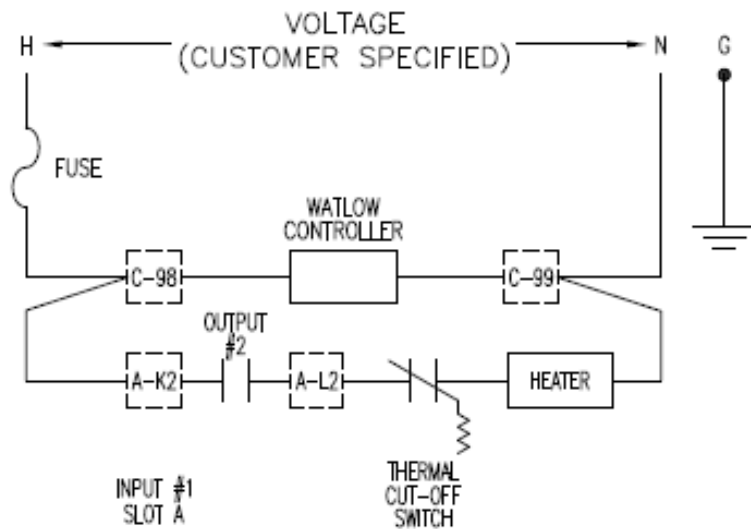 VOLTAGE
H
(CUSTOMER SPECIFIED)
N
G
FUSE
WATLOW
CONTROLLER
C-98
C-99
OUTPUT
#2
A-K2
A-L2
HEATER
INPUT #1
SLOT A
THERMAL
CUT-OFF
SWITCH